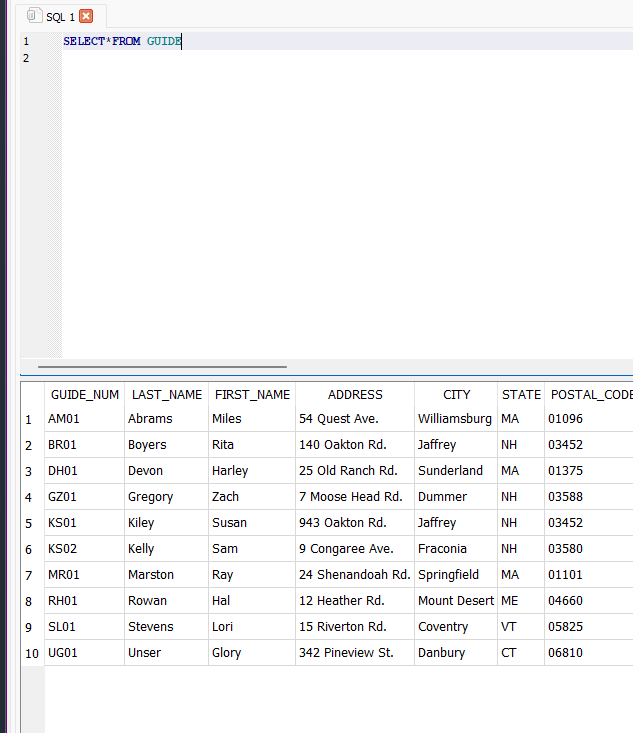 SQL 1
1 SELECT*FROM GUIDE
2
GUIDE_NUM LAST_NAME FIRST_NAME ADDRESS CITY STATE POSTAL_CODE
1 AM01 Abrams Miles 54 Quest Ave. Williamsburg MA 01096
2 BR01 Boyers Rita 140 Oakton Rd. Jaffrey NH 03452
3 DH01 Devon Harley 25 Old Ranch Rd. Sunderland MA 01375
4 GZ01 Gregory Zach 7 Moose Head Rd. Dummer NH 03588
5 KS01 Kiley Susan 943 Oakton Rd. Jaffrey NH 03452
6 KS02 Kelly Sam 9 Congaree Ave. Fraconia NH 03580
7 MR01 Marston Ray 24 Shenandoah Rd. Springfield MA 01101
8 RH01 Rowan Hal 12 Heather Rd. Mount Desert ME 04660
9 SL01 Stevens Lori 15 Riverton Rd. Coventry VT 05825
10 UG01 Unser Glory 342 Pineview St. Danbury CT 06810